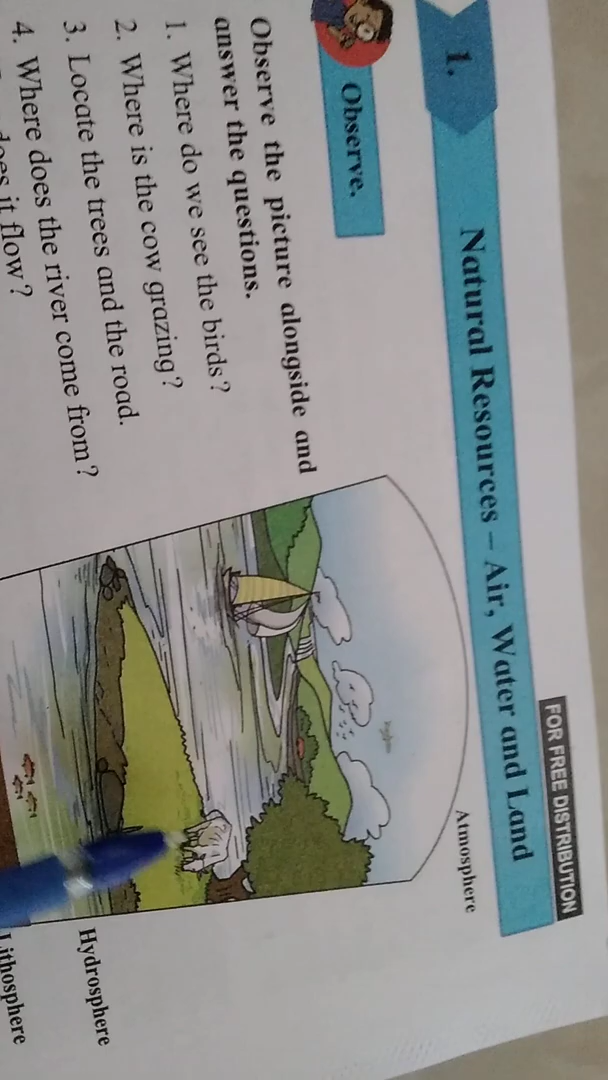 FOR FREE DISTRIBUTION
1. Natural Resources – Air, Water and Land
Observe.
Observe the picture alongside and
answer the questions.
1. Where do we see the birds?
2. Where is the cow grazing?
3. Locate the trees and the road.
4. Where does the river come from?
it flow?
Atmosphere
Hydrosphere
Lithosphere